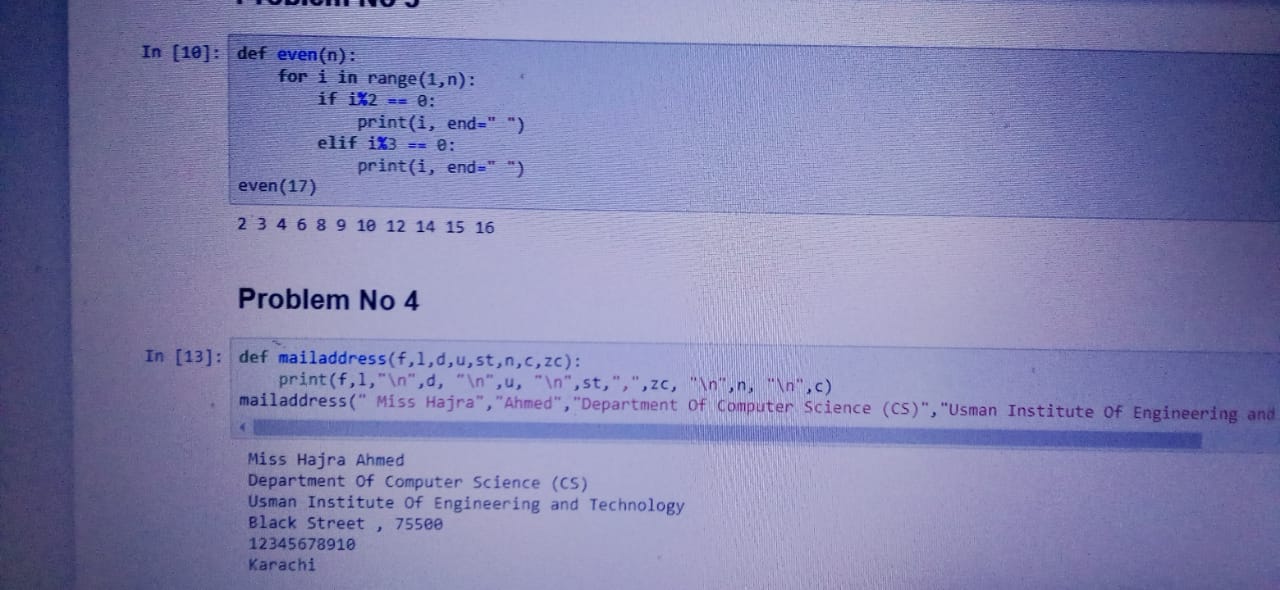 Problem No 3
In [10]: def even(n):
for i in range(1,n):
if i%2 == 0:
print(i, end=" ")
elif i%3 == 0:
print(i, end=" ")
even(17)
2 3 4 6 8 9 10 12 14 15 16
Problem No 4
In [13]: def mailaddress(f,l,d,u,st,n,c,zc):
print(f,l,"\n",d, "\n",u, "\n",st,",",zc, "\n",n, "\n",c)
mailaddress(" Miss Hajra","Ahmed","Department Of Computer Science (CS)","Usman Institute Of Engineering and
Miss Hajra Ahmed
Department Of Computer Science (CS)
Usman Institute Of Engineering and Technology
Black Street , 75500
12345678910
Karachi